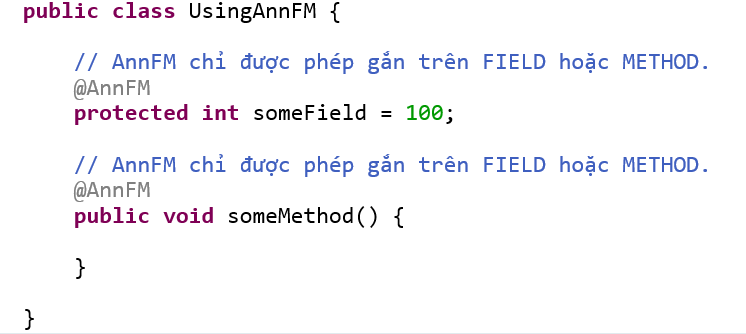 public class UsingAnnFM {
// AnnFM chỉ được phép gắn trên FIELD hoặc METHOD.
@AnnFM
protected int someField = 100;
// AnnFM chỉ được phép gắn trên FIELD hoặc METHOD.
@AnnFM
public void someMethod() {
}
}